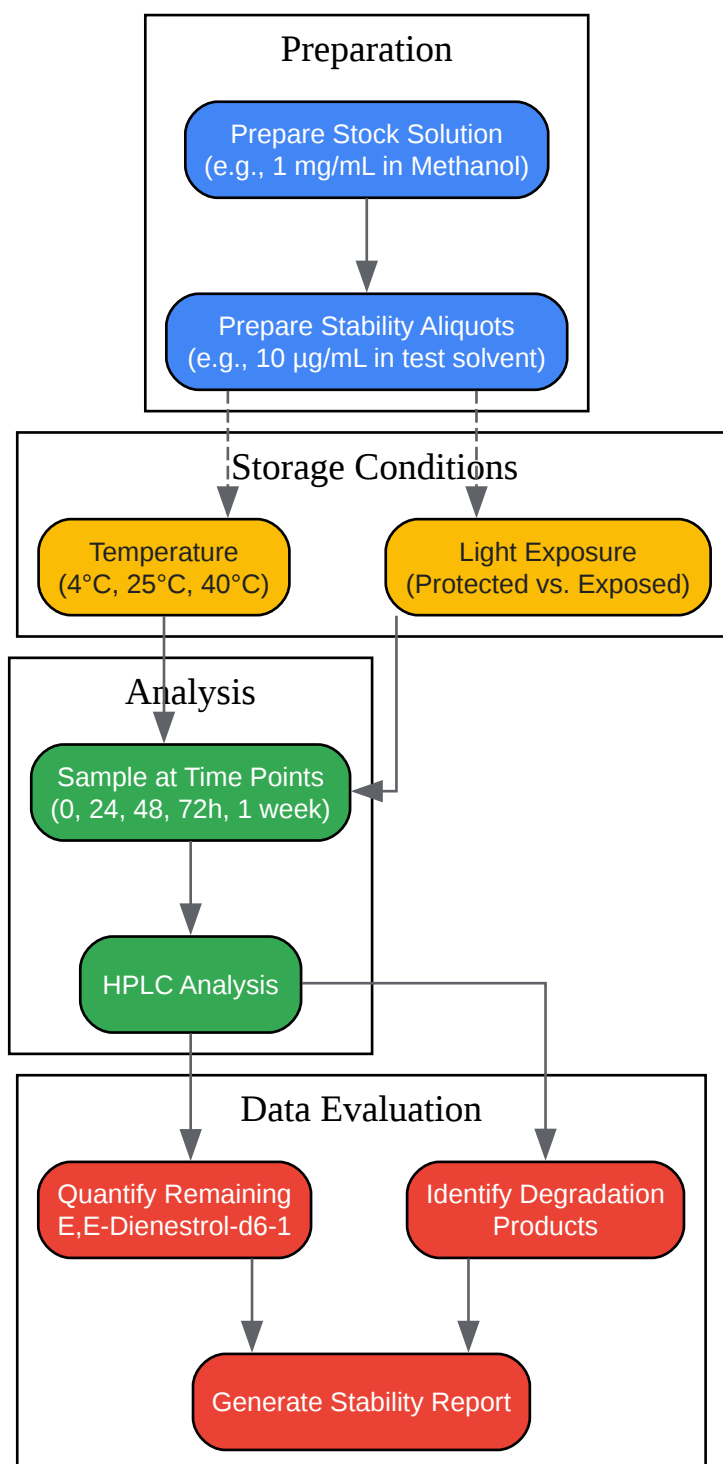 Preparation
Prepare Stock Solution
(e.g., 1 mg/mL in Methanol)
Prepare Stability Aliquots
(e.g., 10 µg/mL in test solvent)
Storage Conditions
Temperature
(4°C, 25°C, 40°C)
Light Exposure
(Protected vs. Exposed)
Analysis
Sample at Time Points
(0, 24, 48, 72h, 1 week)
HPLC Analysis
Data Evaluation
Quantify Remaining
E,E-Dienestrol-d6-1
Identify Degradation
Products
Generate Stability Report